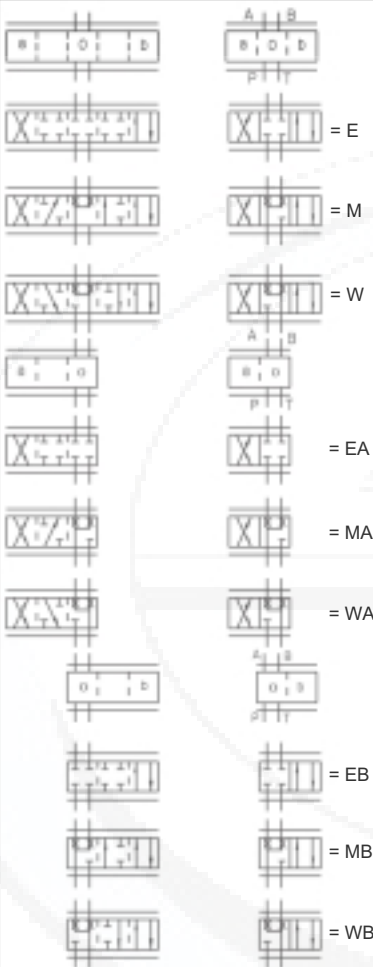 A B
a o b a o b
P T
= E
= M
= W
A B
a o a o
P T
= EA
= MA
= WA
A B
o b o b
P T
= EB
= MB
= WB